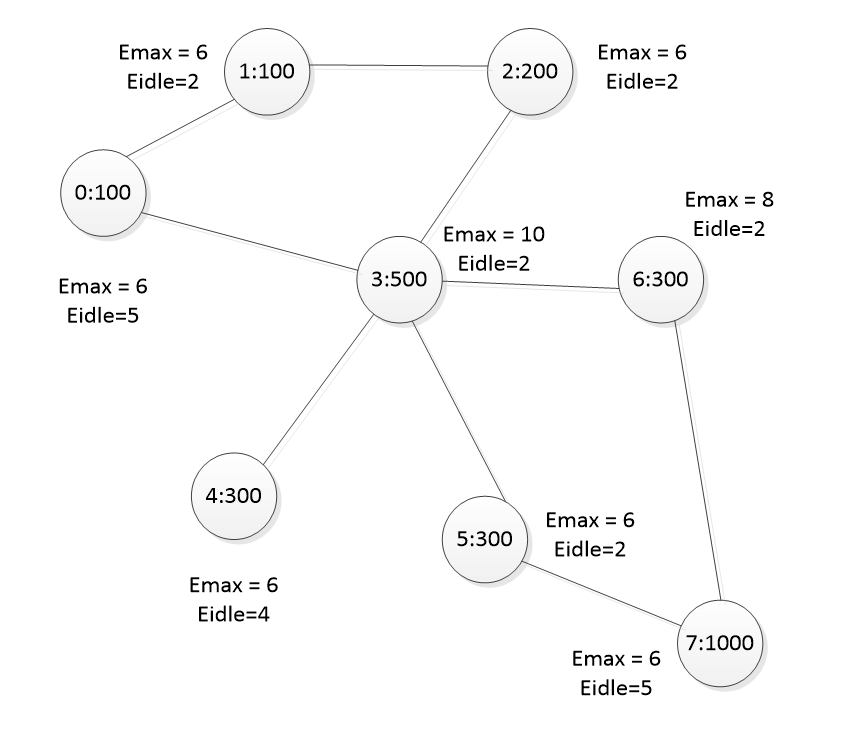 Emax = 6
Eidle=2
1:100
2:200
Emax = 6
Eidle=2
0:100
Emax = 6
Eidle=5
Emax = 10
Eidle=2
3:500
Emax = 8
Eidle=2
6:300
4:300
Emax = 6
Eidle=4
5:300
Emax = 6
Eidle=2
7:1000
Emax = 6
Eidle=5